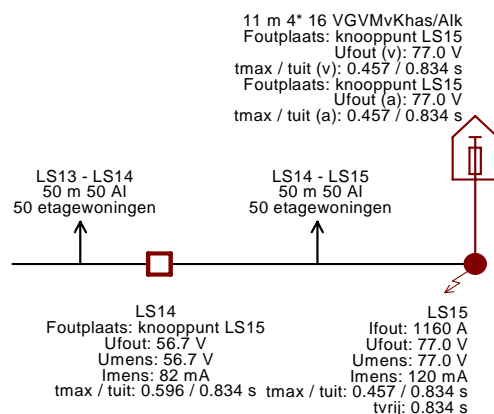 11 m 4* 16 VGVMvKhas/Alk
Foutplaats: knooppunt LS15
Ufout (v): 77.0 V
tmax / tuit (v): 0.457 / 0.834 s
Foutplaats: knooppunt LS15
Ufout (a): 77.0 V
tmax / tuit (a): 0.457 / 0.834 s
LS13 - LS14
50 m 50 Al
50 etagewoningen
LS14 - LS15
50 m 50 Al
50 etagewoningen
LS14
Foutplaats: knooppunt LS15
Ufout: 56.7 V
Umens: 56.7 V
Imens: 82 mA
tmax / tuit: 0.596 / 0.834 s
LS15
Ifout: 1160 A
Ufout: 77.0 V
Umens: 77.0 V
Imens: 120 mA
tmax / tuit: 0.457 / 0.834 s
tvrij: 0.834 s